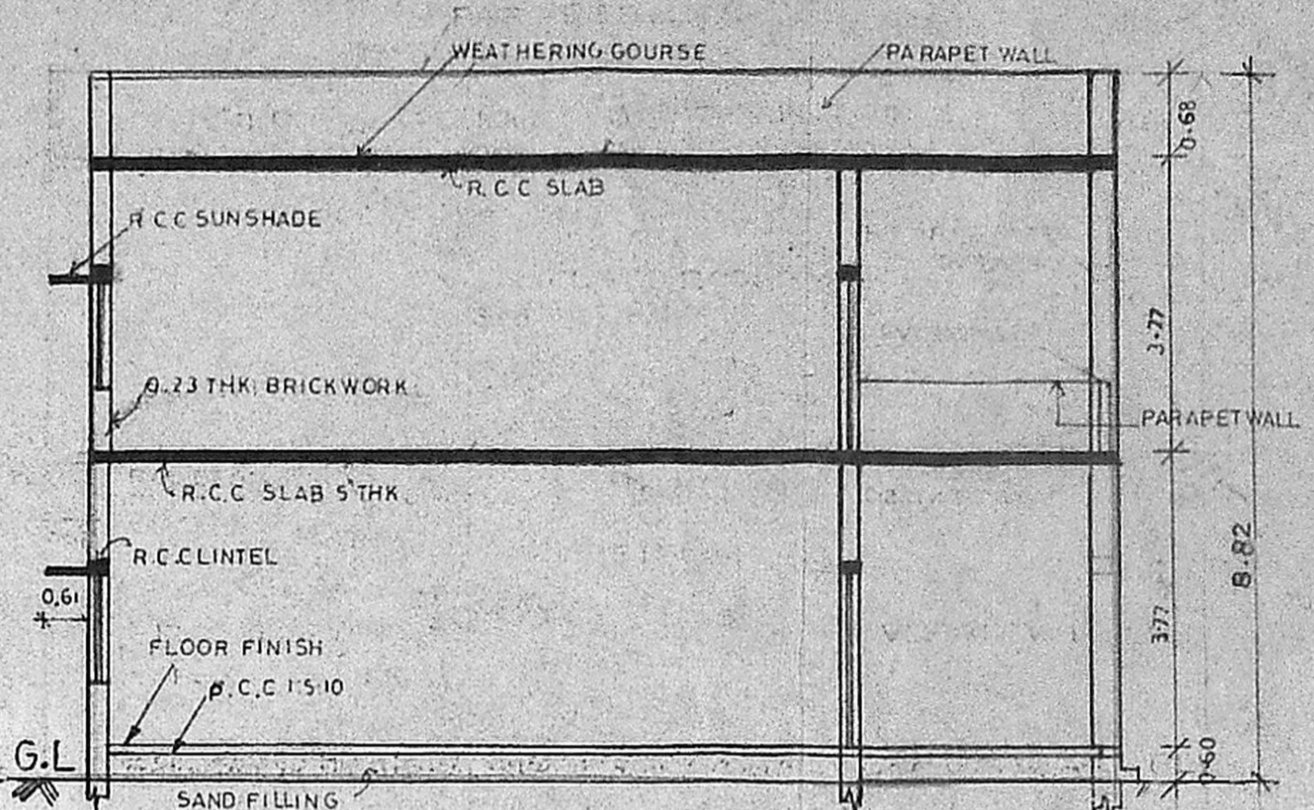 WEATHERING GOURSE
PARAPET WALL
0.68
R.C C SLAB
R C C SUNSHADE
3.77
0.23 THK. BRICKWORK
PARAPET WALL
R.C.C SLAB 5" THK
8.82
R.C.C LINTEL
0.61
3.77
FLOOR FINISH
P.C.C 1:5:10
G.L
0.60
SAND FILLING